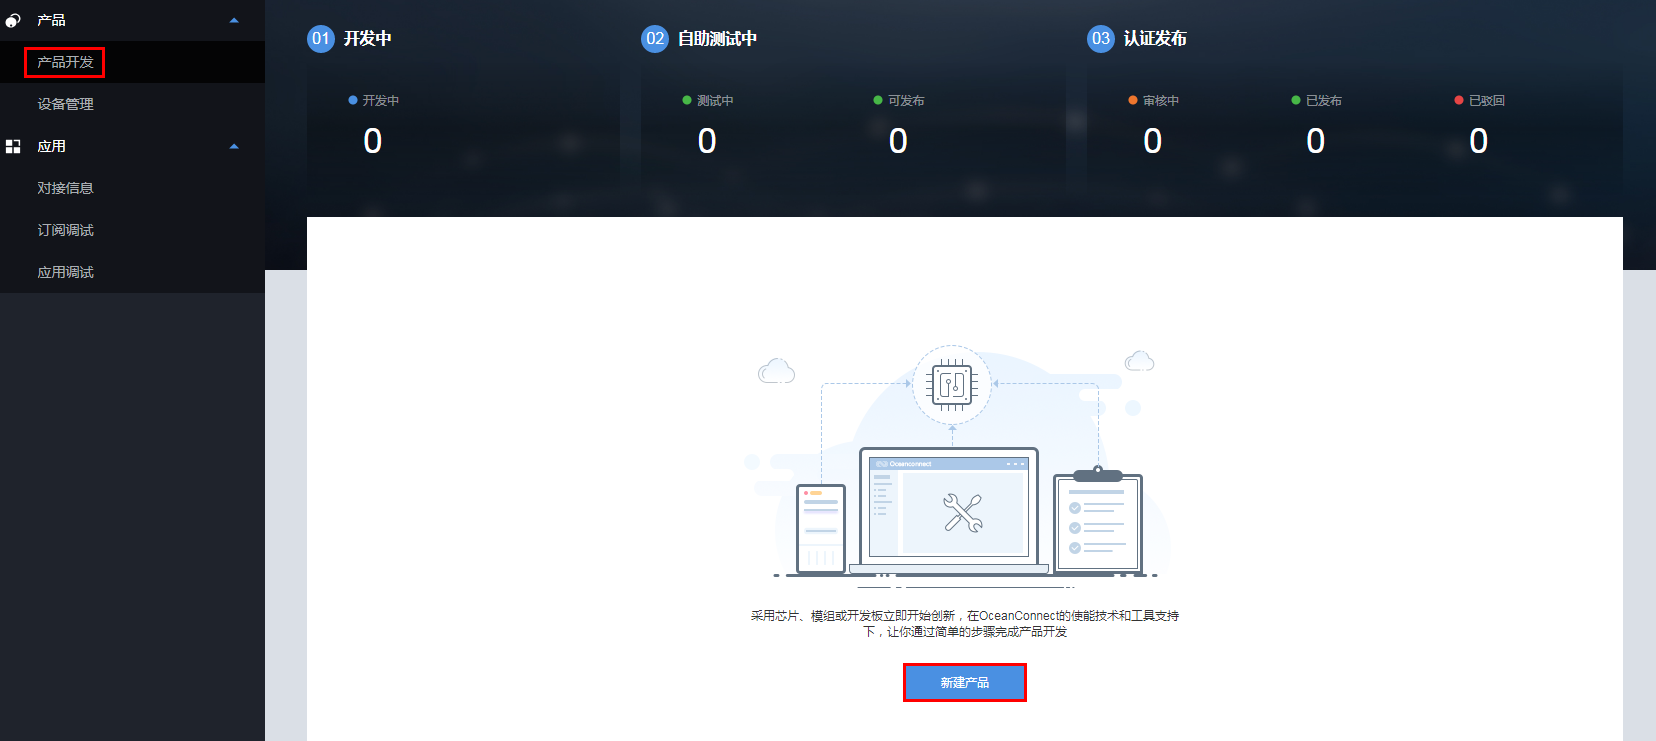 产品
产品开发
设备管理
应用
对接信息
订阅调试
应用调试
01 开发中
开发中
0
02 自助测试中
测试中 可发布
0 0
03 认证发布
审核中 已发布 已驳回
0 0 0
Oceanconnect
采用芯片、模组或开发板立即开始创新，在OceanConnect的使能技术和工具支持
下，让你通过简单的步骤完成产品开发
新建产品